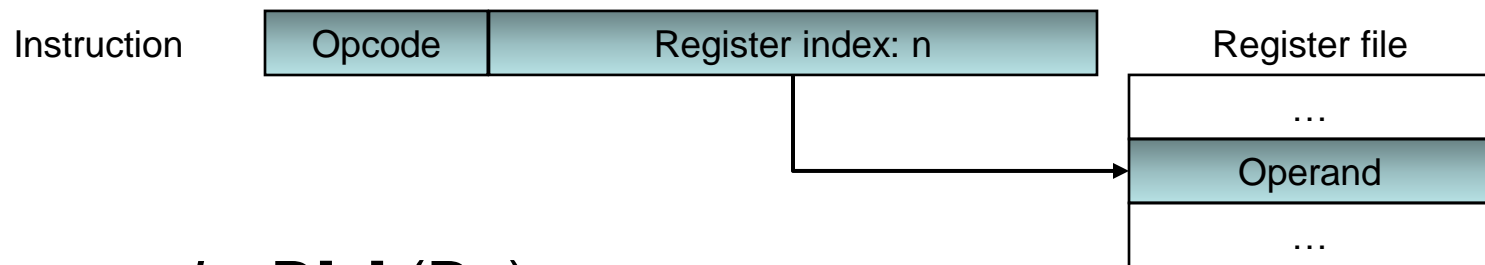 Instruction Opcode Register index: n Register file
…
Operand
…